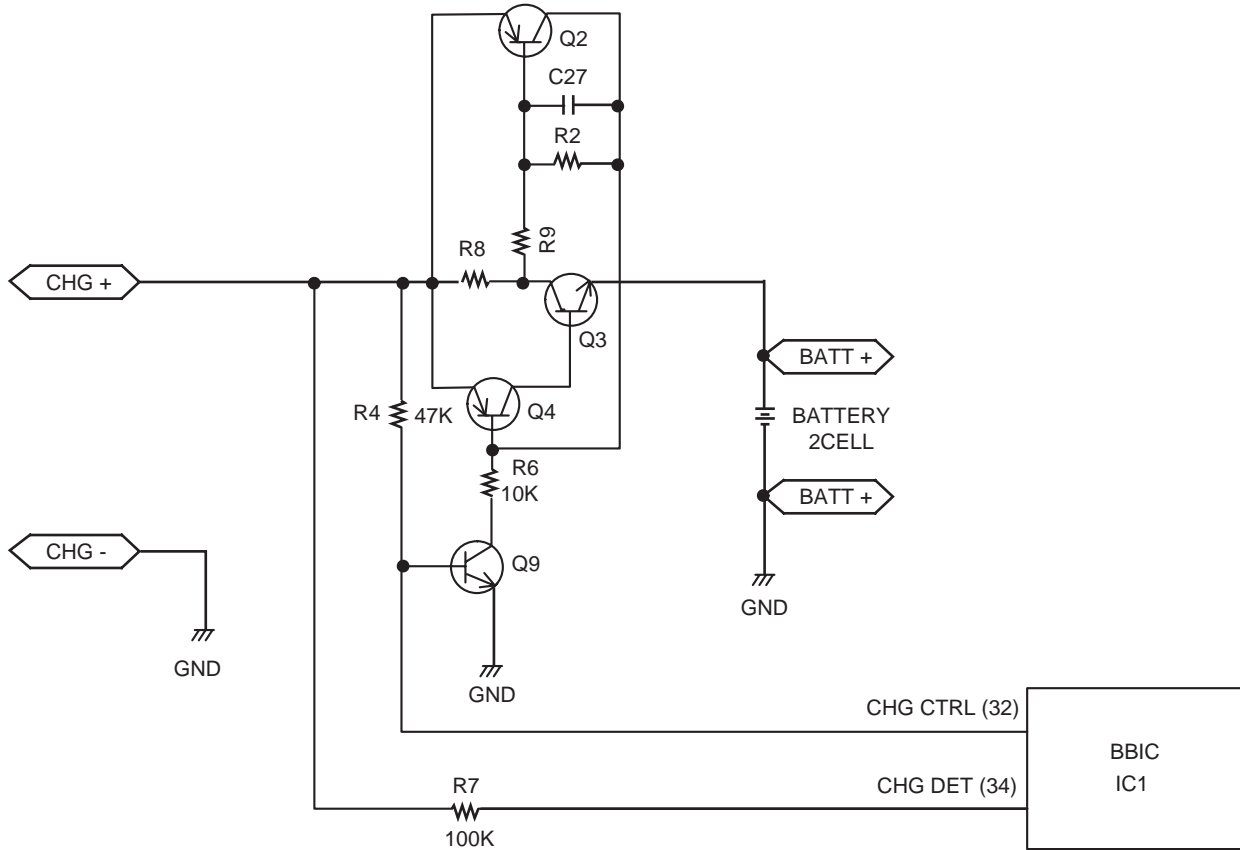 Q2
C27
R2
R9
R8
CHG +
Q3
BATT +
R4 47K
Q4
BATTERY
2CELL
R6
10K
BATT +
CHG -
Q9
GND
GND
GND
CHG CTRL (32)
BBIC
IC1
CHG DET (34)
R7
100K